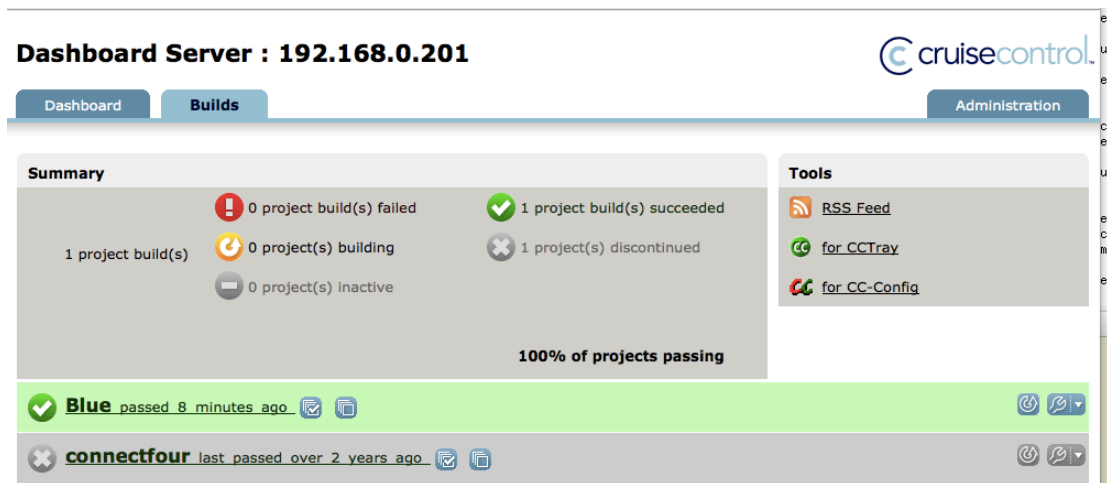 Dashboard Server : 192.168.0.201
cruisecontrol
Dashboard
Builds
Administration
Summary
1 project build(s)
0 project build(s) failed
0 project(s) building
0 project(s) inactive
1 project build(s) succeeded
1 project(s) discontinued
100% of projects passing
Tools
RSS Feed
for CCTray
for CC-Config
Blue passed 8 minutes ago
connectfour last passed over 2 years ago